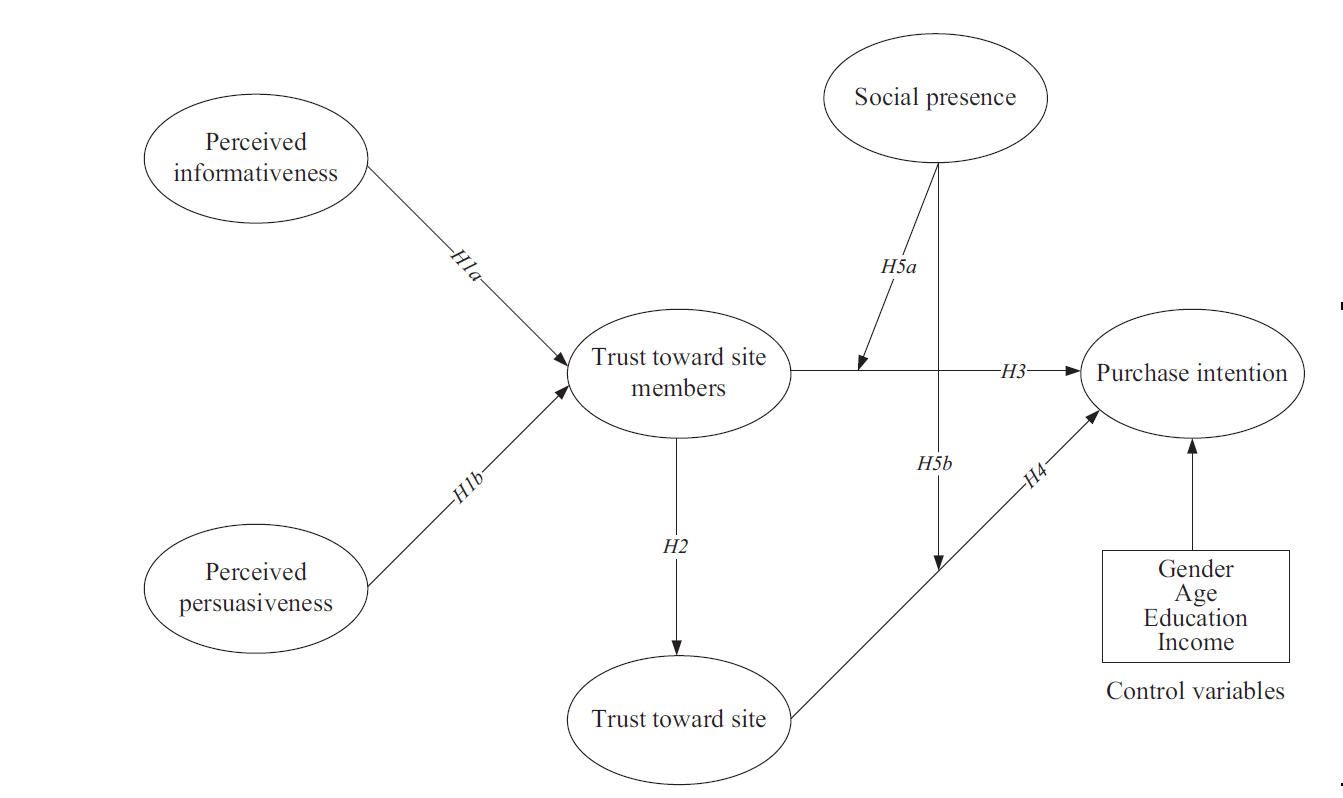 Social presence
Perceived
informativeness
H1a
H5a
Trust toward site
members
H3
Purchase intention
H5b
H4
H1b
H2
Perceived
persuasiveness
Gender
Age
Education
Income
Control variables
Trust toward site